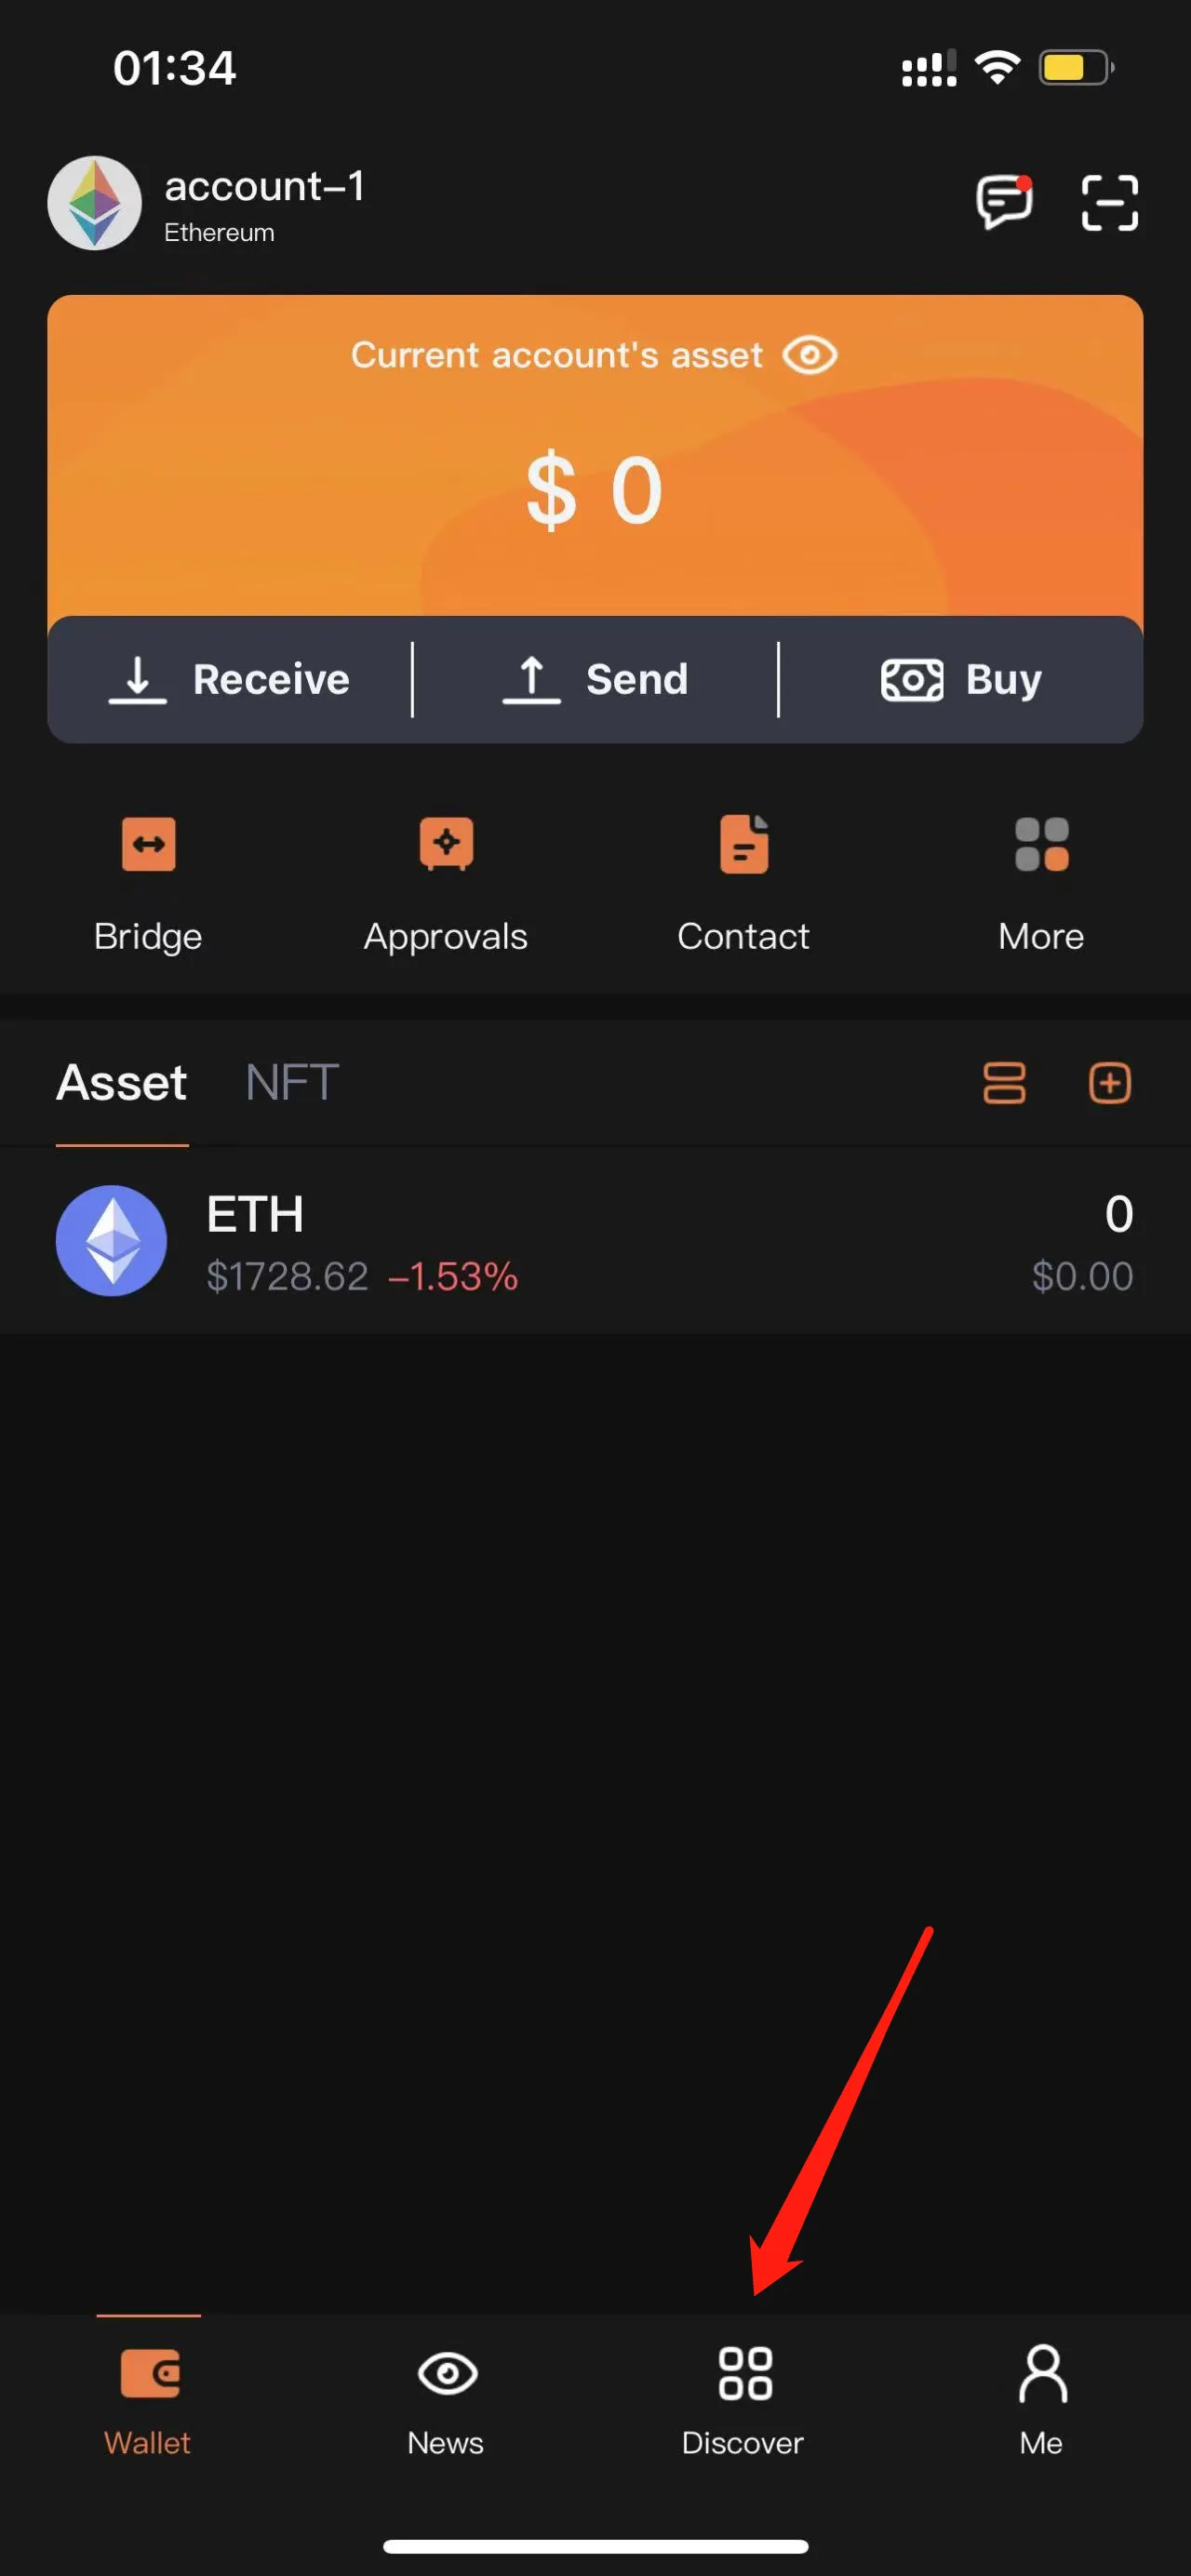 01:34
account-1
Ethereum
Current account's asset
$ 0
Receive
Send
Buy
Bridge
Approvals
Contact
More
Asset
NFT
ETH
0
$1728.62 -1.53%
$0.00
Wallet
News
Discover
Me